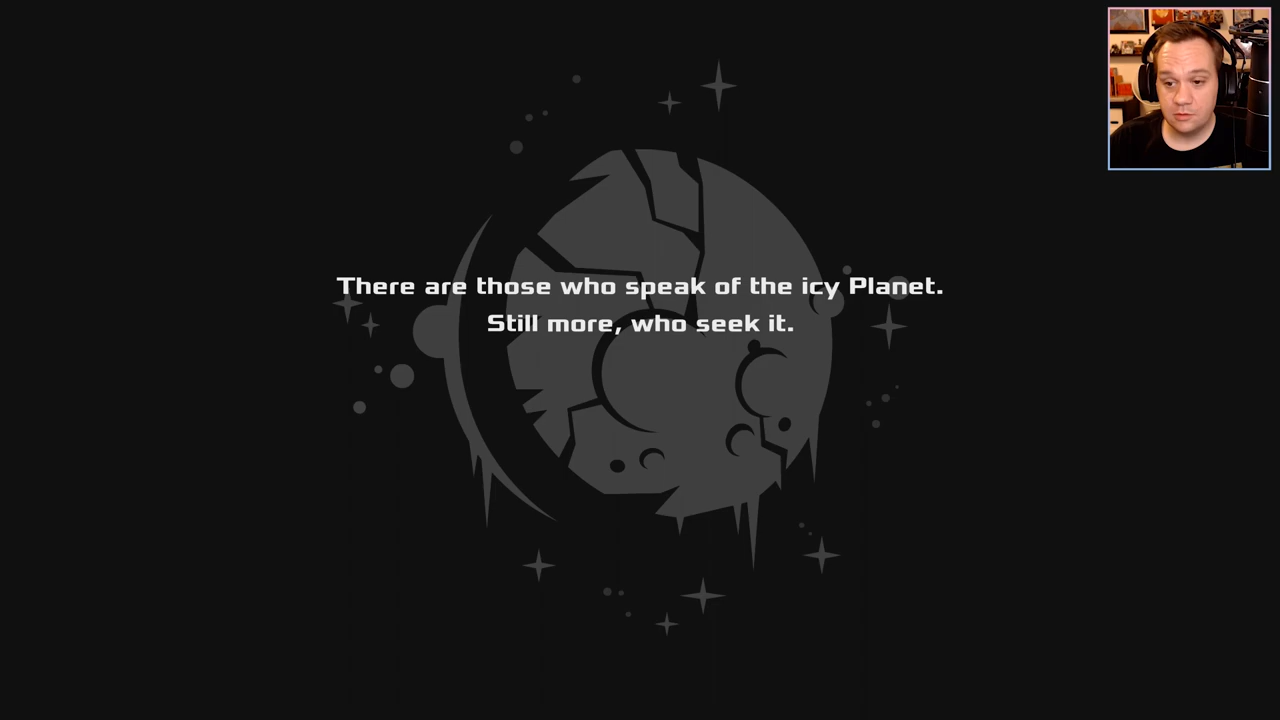 There are those who speak of the icy Planet.
Still more, who seek it.